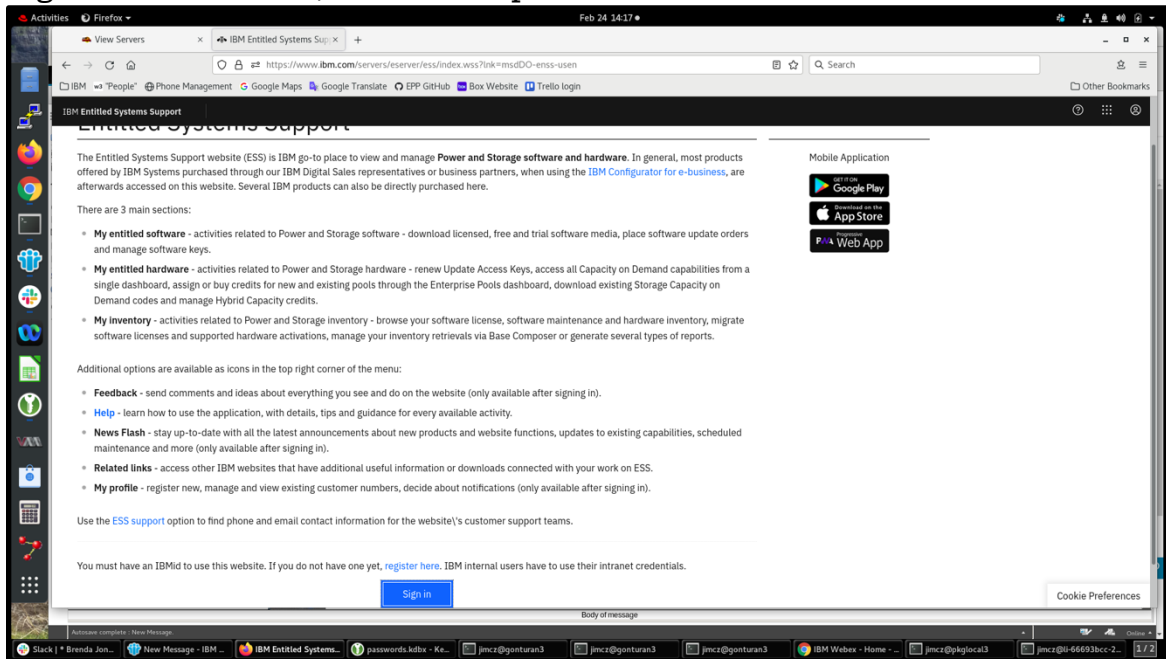 Activities Firefox Feb 24 14:17
View Servers × IBM Entitled Systems Sup × +
https://www.ibm.com/servers/eserver/ess/index.wss?lnk=msdDO-enss-usen Search
IBM w3 "People" Phone Management Google Maps Google Translate EPP GitHub Box Website Trello login Other Bookmarks
IBM Entitled Systems Support
Entitled Systems Support
The Entitled Systems Support website (ESS) is IBM go-to place to view and manage Power and Storage software and hardware. In general, most products
offered by IBM Systems purchased through our IBM Digital Sales representatives or business partners, when using the IBM Configurator for e-business, are
afterwards accessed on this website. Several IBM products can also be directly purchased here.
There are 3 main sections:
My entitled software - activities related to Power and Storage software - download licensed, free and trial software media, place software update orders
and manage software keys.
My entitled hardware - activities related to Power and Storage hardware - renew Update Access Keys, access all Capacity on Demand capabilities from a
single dashboard, assign or buy credits for new and existing pools through the Enterprise Pools dashboard, download existing Storage Capacity on
Demand codes and manage Hybrid Capacity credits.
My inventory - activities related to Power and Storage inventory - browse your software license, software maintenance and hardware inventory, migrate
software licenses and supported hardware activations, manage your inventory retrievals via Base Composer or generate several types of reports.
Additional options are available as icons in the top right corner of the menu:
Feedback - send comments and ideas about everything you see and do on the website (only available after signing in).
Help - learn how to use the application, with details, tips and guidance for every available activity.
News Flash - stay up-to-date with all the latest announcements about new products and website functions, updates to existing capabilities, scheduled
maintenance and more (only available after signing in).
Related links - access other IBM websites that have additional useful information or downloads connected with your work on ESS.
My profile - register new, manage and view existing customer numbers, decide about notifications (only available after signing in).
Use the ESS support option to find phone and email contact information for the website\'s customer support teams.
You must have an IBMid to use this website. If you do not have one yet, register here. IBM internal users have to use their intranet credentials.
Sign in
Mobile Application
GET IT ON
Google Play
Download on the
App Store
Progressive
PWA Web App
Cookie Preferences
Body of message
Autosave complete : New Message. Online
Slack | * Brenda Jon... New Message - IBM ... IBM Entitled Systems... passwords.kdbx - Ke... jimcz@gonturan3 jimcz@gonturan3 jimcz@gonturan3 IBM Webex - Home - ... jimcz@pkglocal3 jimcz@li-66693bcc-2... 1 / 2